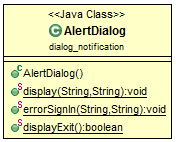 <<Java Class>>
AlertDialog
dialog_notification
AlertDialog()
display(String,String):void
errorSignIn(String,String):void
displayExit():boolean